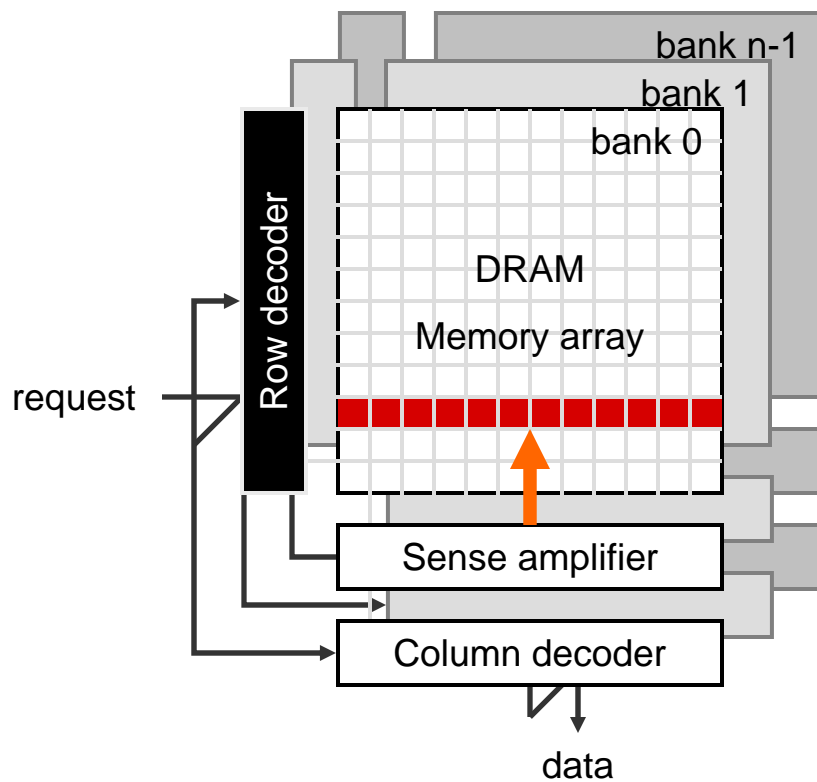 bank n-1
bank 1
bank 0
Row decoder
DRAM
Memory array
request
Sense amplifier
Column decoder
data